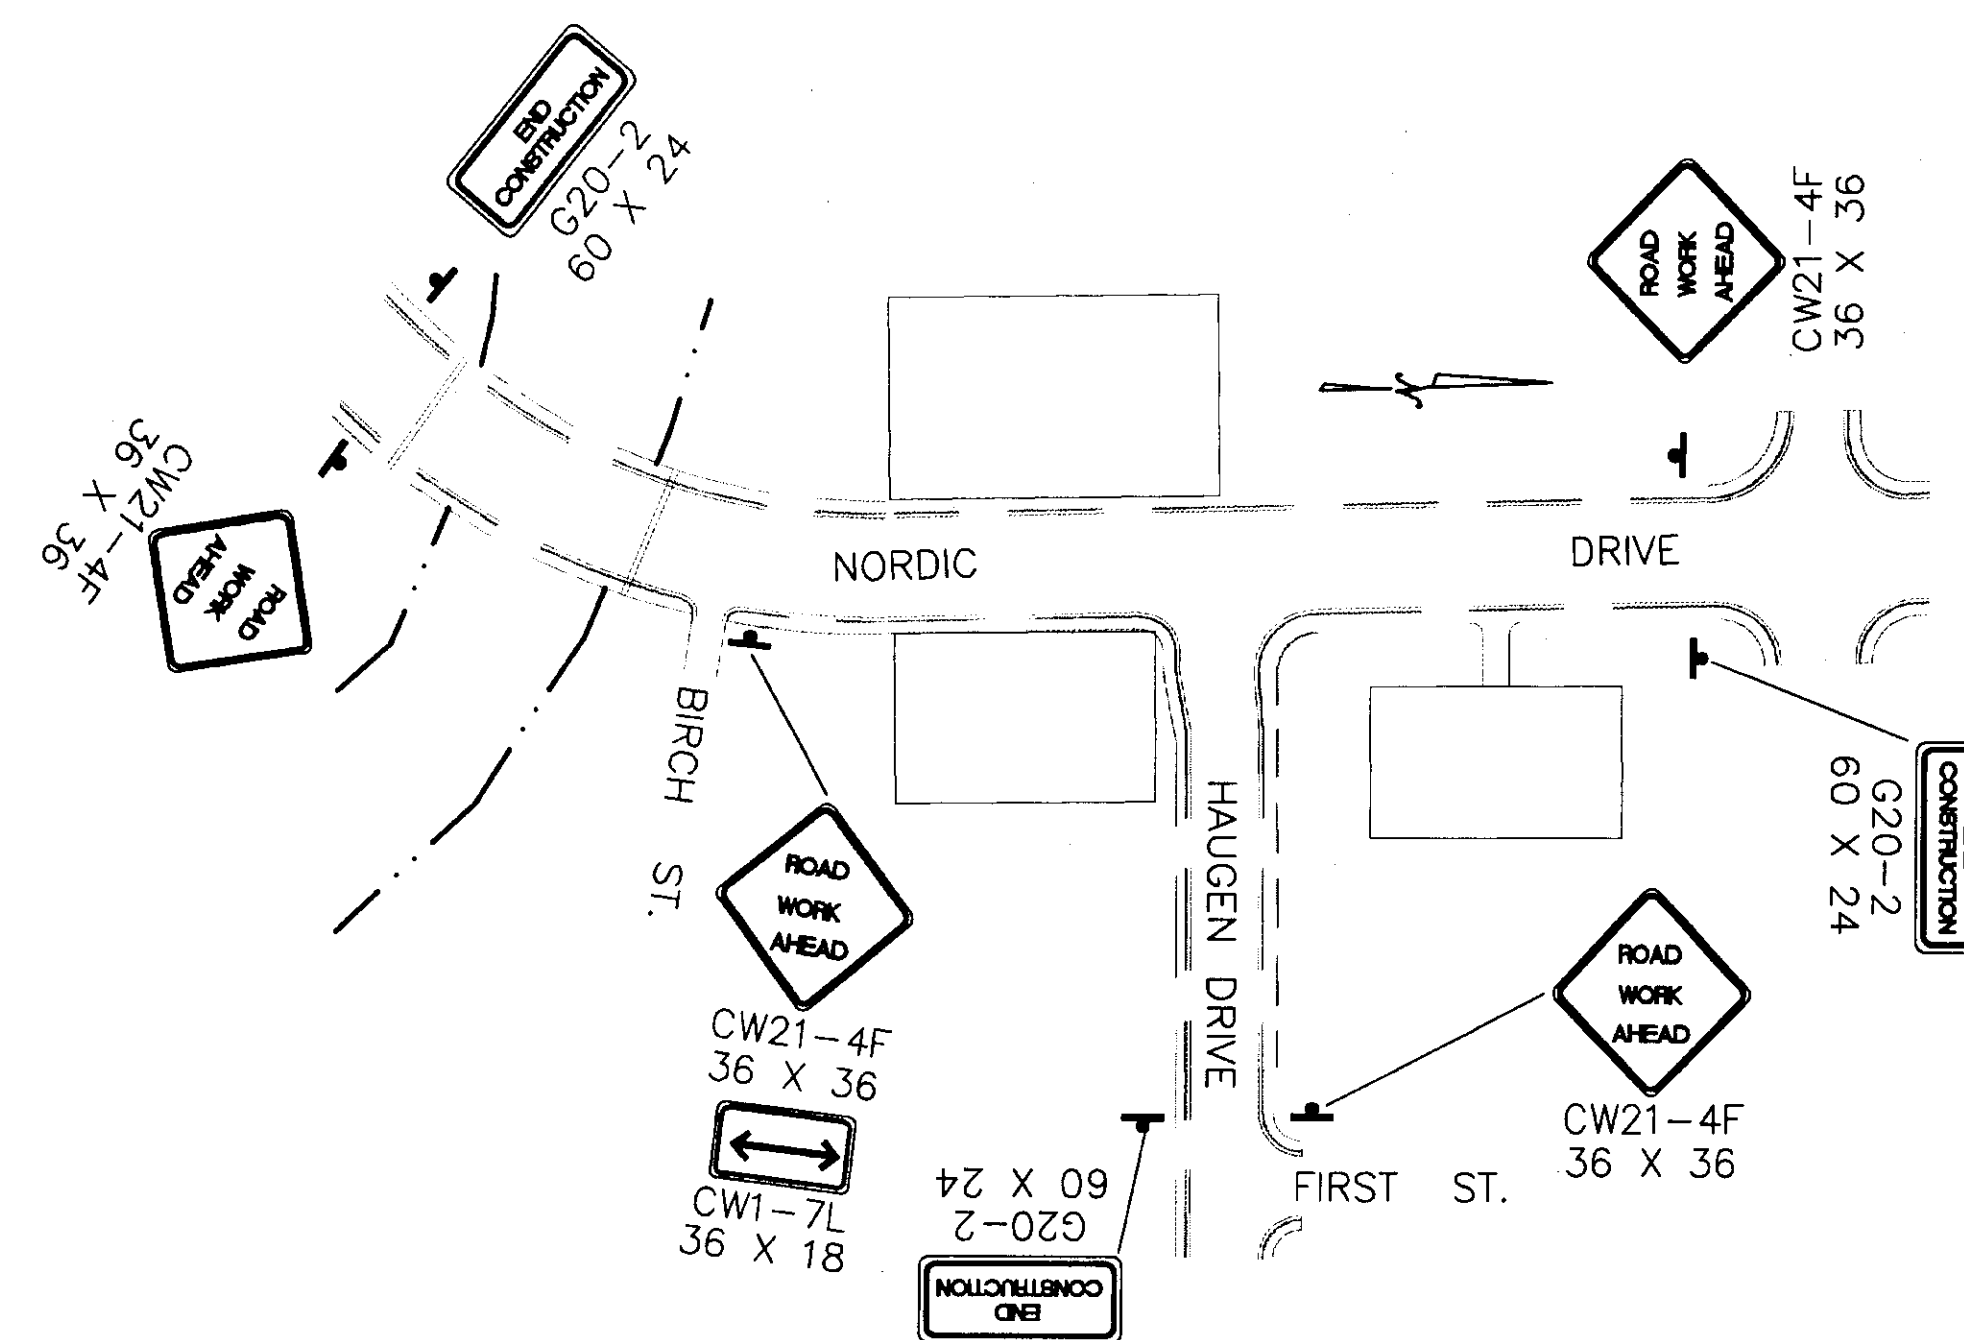 END
CONSTRUCTION
G20-2
60 X 24
ROAD
WORK
AHEAD
CW21-4F
36 X 36
CW21-4F
36 X 36
ROAD
WORK
AHEAD
N
NORDIC DRIVE
BIRCH ST.
HAUGEN DRIVE
ROAD
WORK
AHEAD
CW21-4F
36 X 36
CW1-7L
36 X 18
G20-2
60 X 24
CONSTRUCTION
ROAD
WORK
AHEAD
CW21-4F
36 X 36
FIRST ST.
END
CONSTRUCTION
G20-2
60 X 24